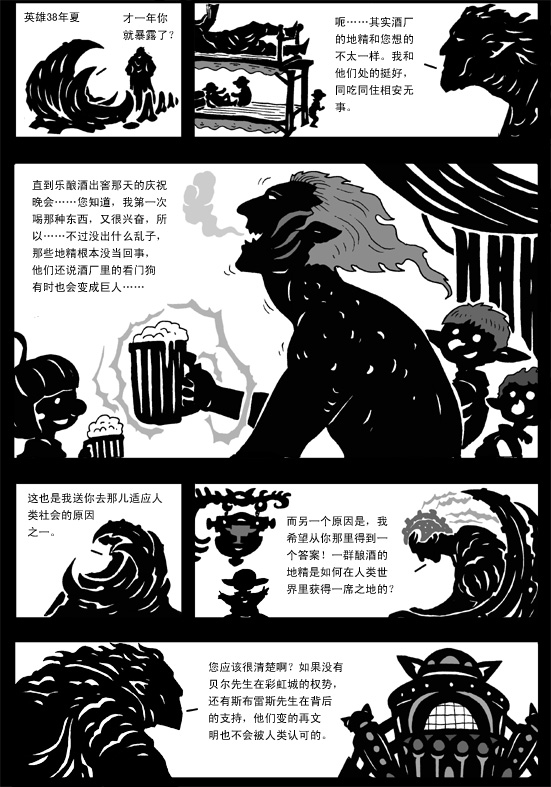 英雄38年夏
才一年你
就暴露了?
呃……其实酒厂
的地精和您想的
不太一样。我和
他们处的挺好，
同吃同住相安无
事。
直到乐酿酒出窖那天的庆祝
晚会……您知道，我第一次
喝那种东西，又很兴奋，所
以……不过没出什么乱子，
那些地精根本没当回事，
他们还说酒厂里的看门狗
有时也会变成巨人……
这也是我送你去那儿适应人
类社会的原因
之一。
而另一个原因是，我
希望从你那里得到一
个答案！一群酿酒的
地精是如何在人类世
界里获得一席之地的？
您应该很清楚啊？如果没有
贝尔先生在彩虹城的权势，
还有斯布雷斯先生在背后
的支持，他们变的再文
明也不会被人类认可的。